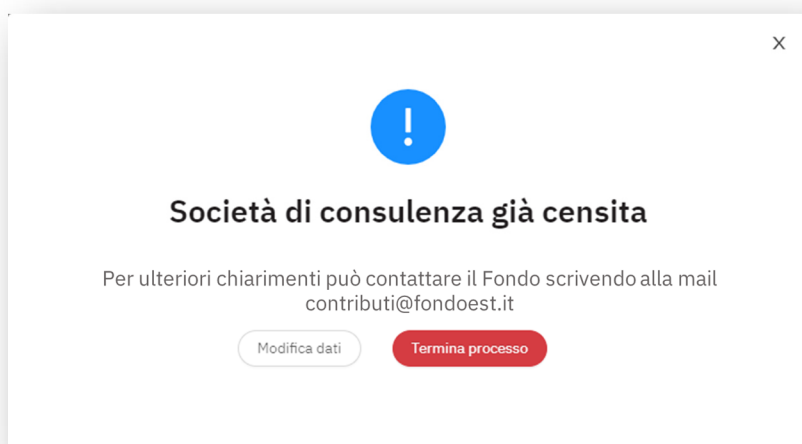 X
!
Società di consulenza già censita
Per ulteriori chiarimenti può contattare il Fondo scrivendo alla mail
contributi@fondoest.it
Modifica dati
Termina processo